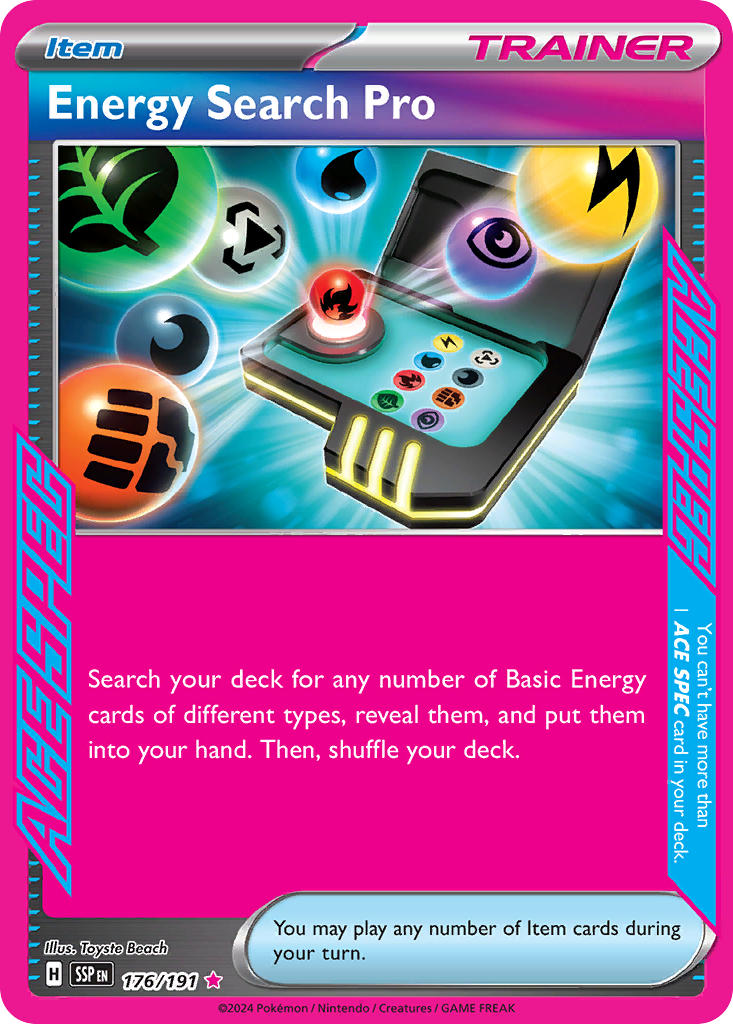 Item
TRAINER
Energy Search Pro
ACE SPEC
ACE SPEC
Search your deck for any number of Basic Energy
cards of different types, reveal them, and put them
into your hand. Then, shuffle your deck.
You can't have more than
1 ACE SPEC card in your deck.
You may play any number of Item cards during
your turn.
Illus. Toyste Beach
H SSP EN 176/191
©2024 Pokémon / Nintendo / Creatures / GAME FREAK